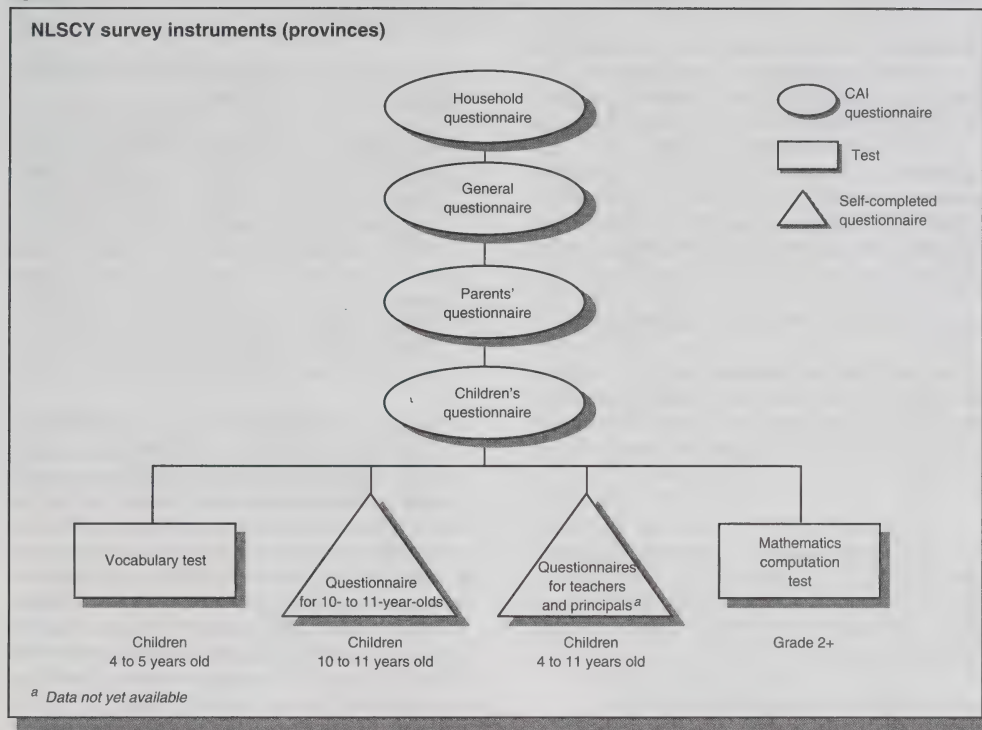 NLSCY survey instruments (provinces)
Household
questionnaire
CAI
questionnaire
Test
General
questionnaire
Self-completed
questionnaire
Parents'
questionnaire
Children's
questionnaire
Vocabulary test
Questionnaire
for 10- to 11-year-olds
Questionnaires
for teachers
and principals a
Mathematics
computation
test
Children
4 to 5 years old
Children
10 to 11 years old
Children
4 to 11 years old
Grade 2+
a Data not yet available